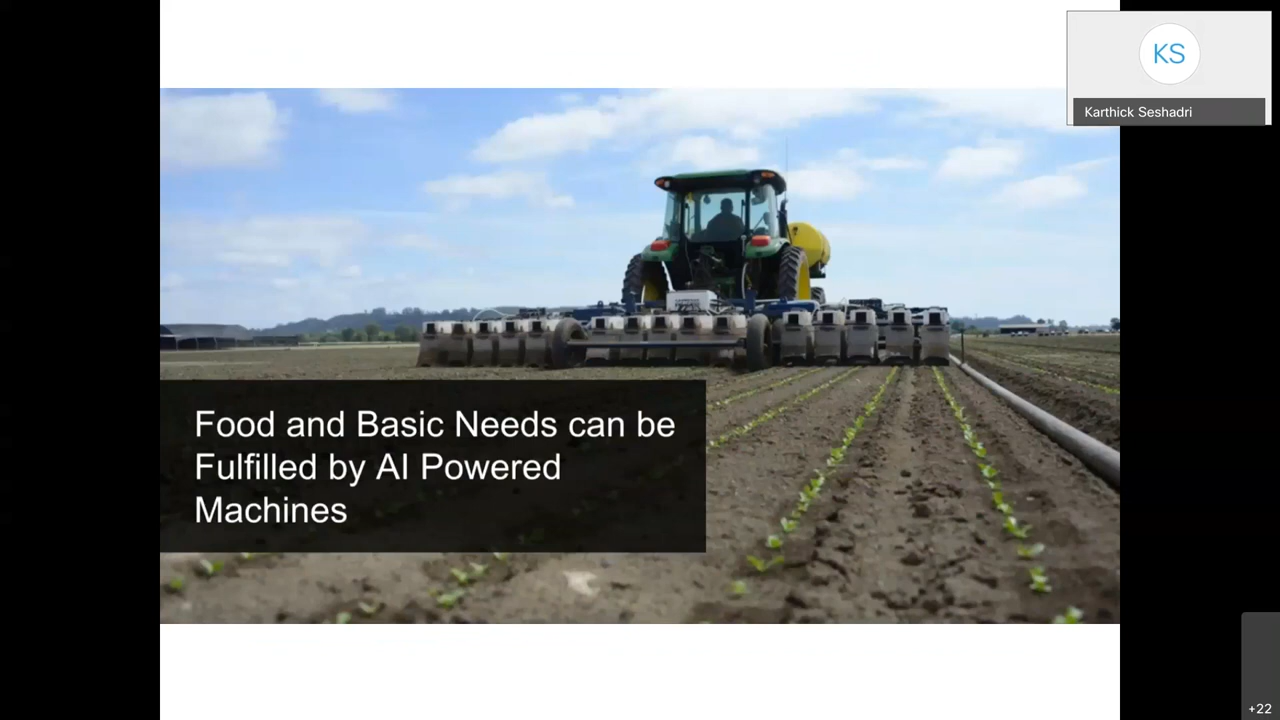 KS
Karthick Seshadri
Food and Basic Needs can be
Fulfilled by AI Powered
Machines
+22